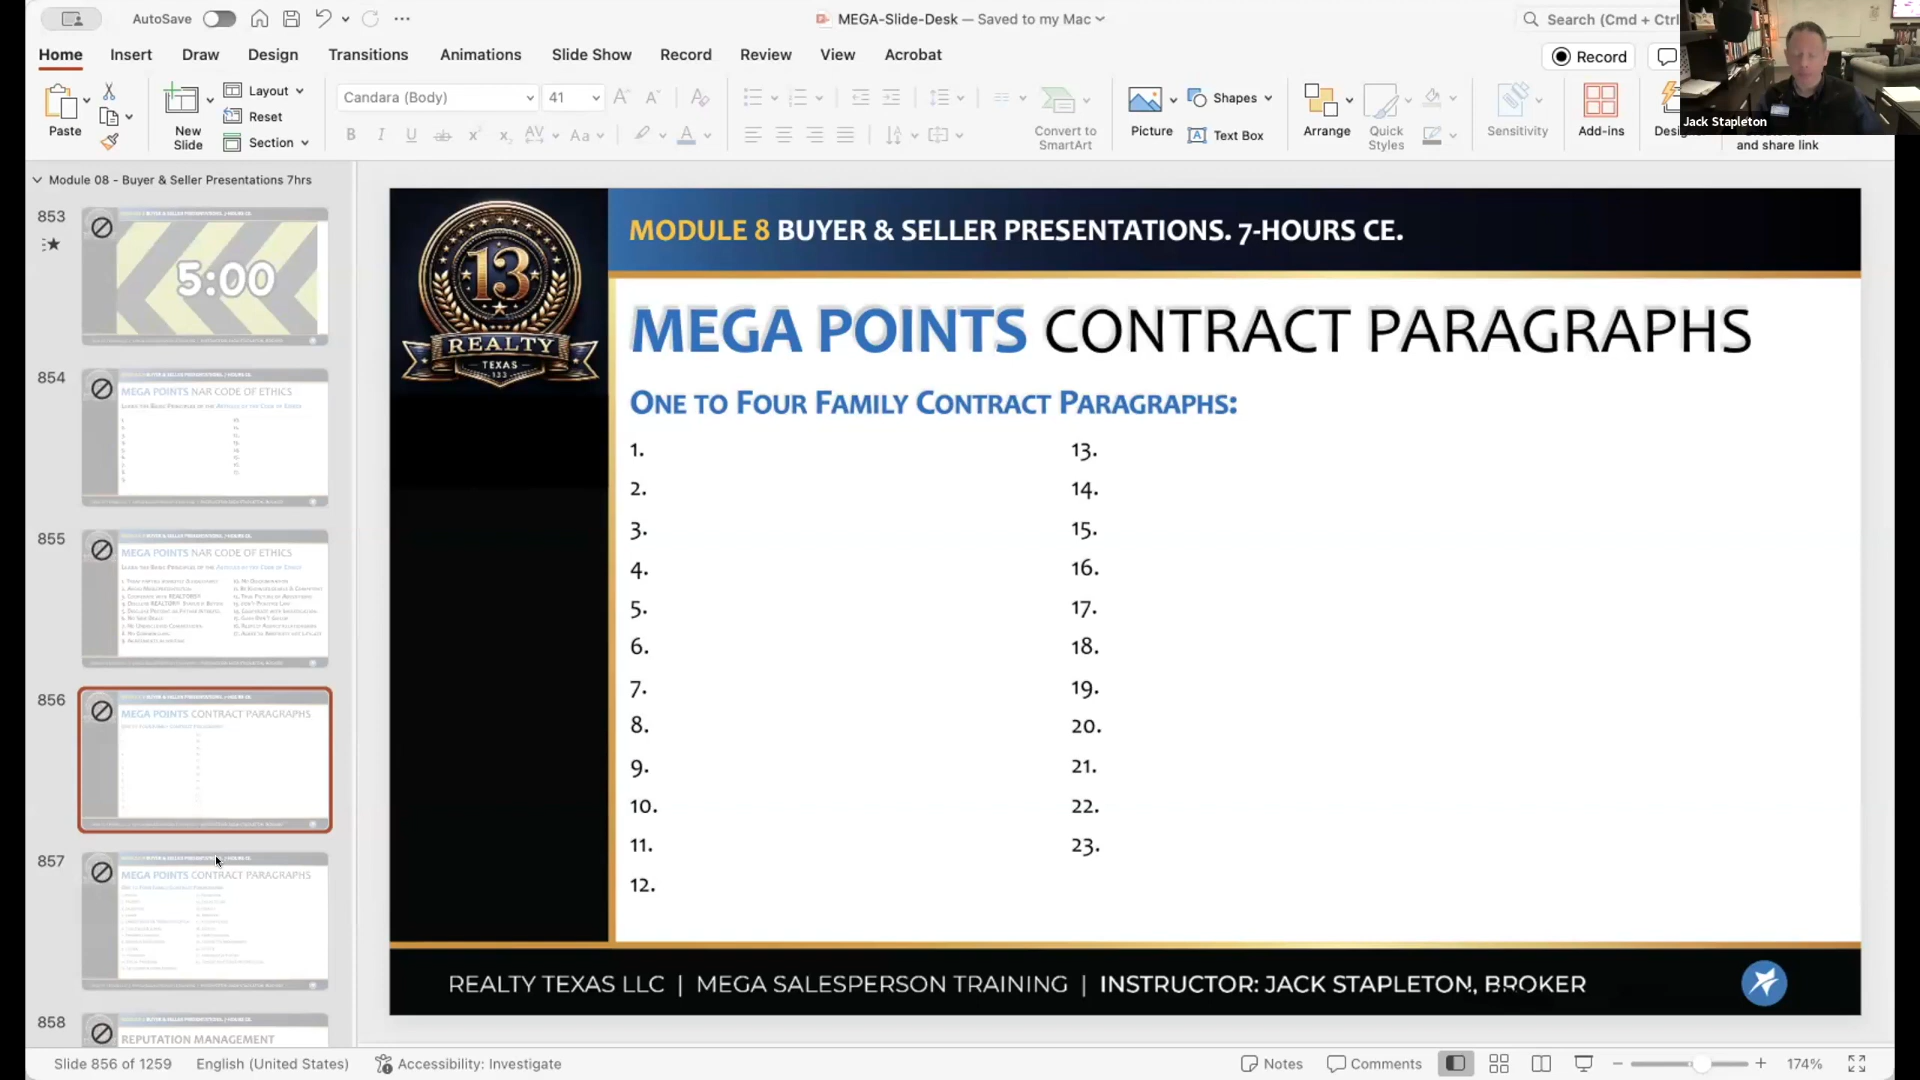 AutoSave
MEGA-Slide-Desk — Saved to my Mac
Search (Cmd + Ctrl
Home Insert Draw Design Transitions Animations Slide Show Record Review View Acrobat
Record
Paste
New Slide
Layout
Reset
Section
Candara (Body)
41
Convert to SmartArt
Picture
Shapes
Text Box
Arrange
Quick Styles
Sensitivity
Add-ins
and share link
Jack Stapleton
Module 08 - Buyer & Seller Presentations 7hrs
853
5:00
854
MEGA POINTS NAR CODE OF ETHICS
855
MEGA POINTS NAR CODE OF ETHICS
856
MEGA POINTS CONTRACT PARAGRAPHS
857
MEGA POINTS CONTRACT PARAGRAPHS
858
REPUTATION MANAGEMENT
13
REALTY
TEXAS
MODULE 8 BUYER & SELLER PRESENTATIONS. 7-HOURS CE.
MEGA POINTS CONTRACT PARAGRAPHS
ONE TO FOUR FAMILY CONTRACT PARAGRAPHS:
1.
2.
3.
4.
5.
6.
7.
8.
9.
10.
11.
12.
13.
14.
15.
16.
17.
18.
19.
20.
21.
22.
23.
REALTY TEXAS LLC | MEGA SALESPERSON TRAINING | INSTRUCTOR: JACK STAPLETON, BROKER
Slide 856 of 1259
English (United States)
Accessibility: Investigate
Notes
Comments
174%